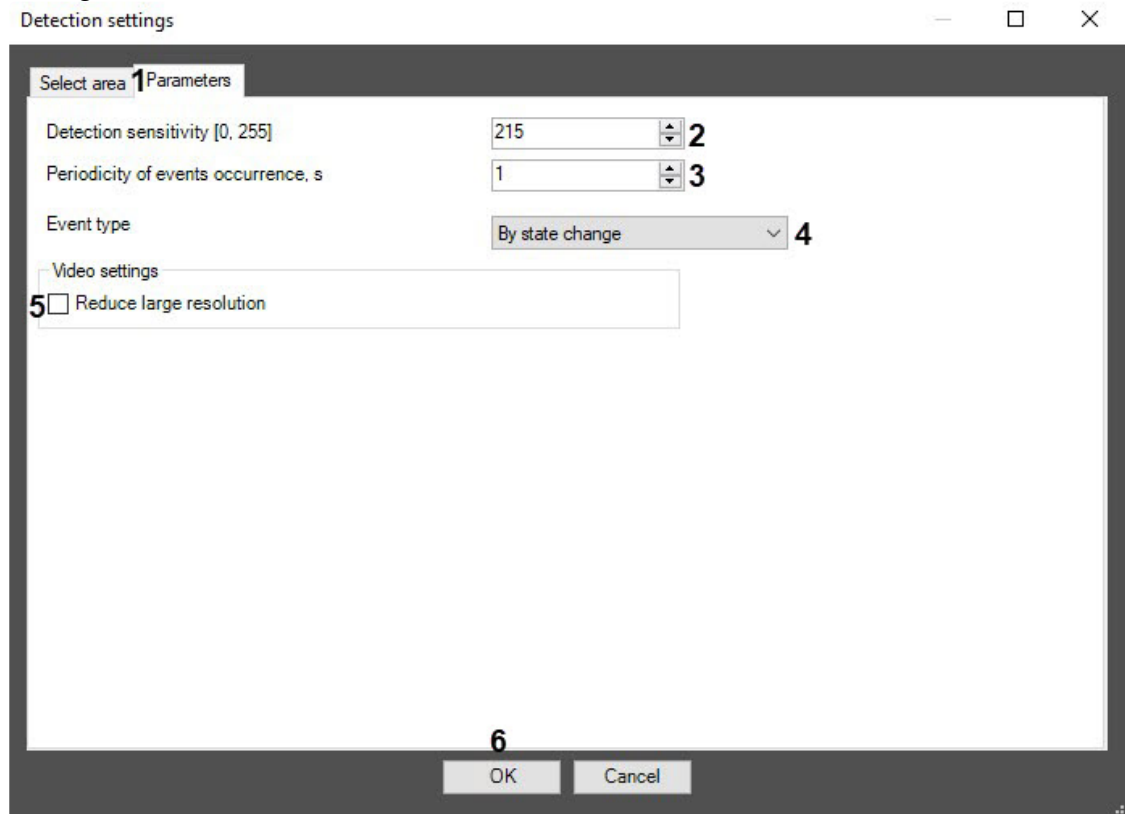 Detection settings
Select area 1 Parameters
Detection sensitivity [0, 255] 215 2
Periodicity of events occurrence, s 1 3
Event type By state change 4
Video settings
5 Reduce large resolution
6
OK Cancel